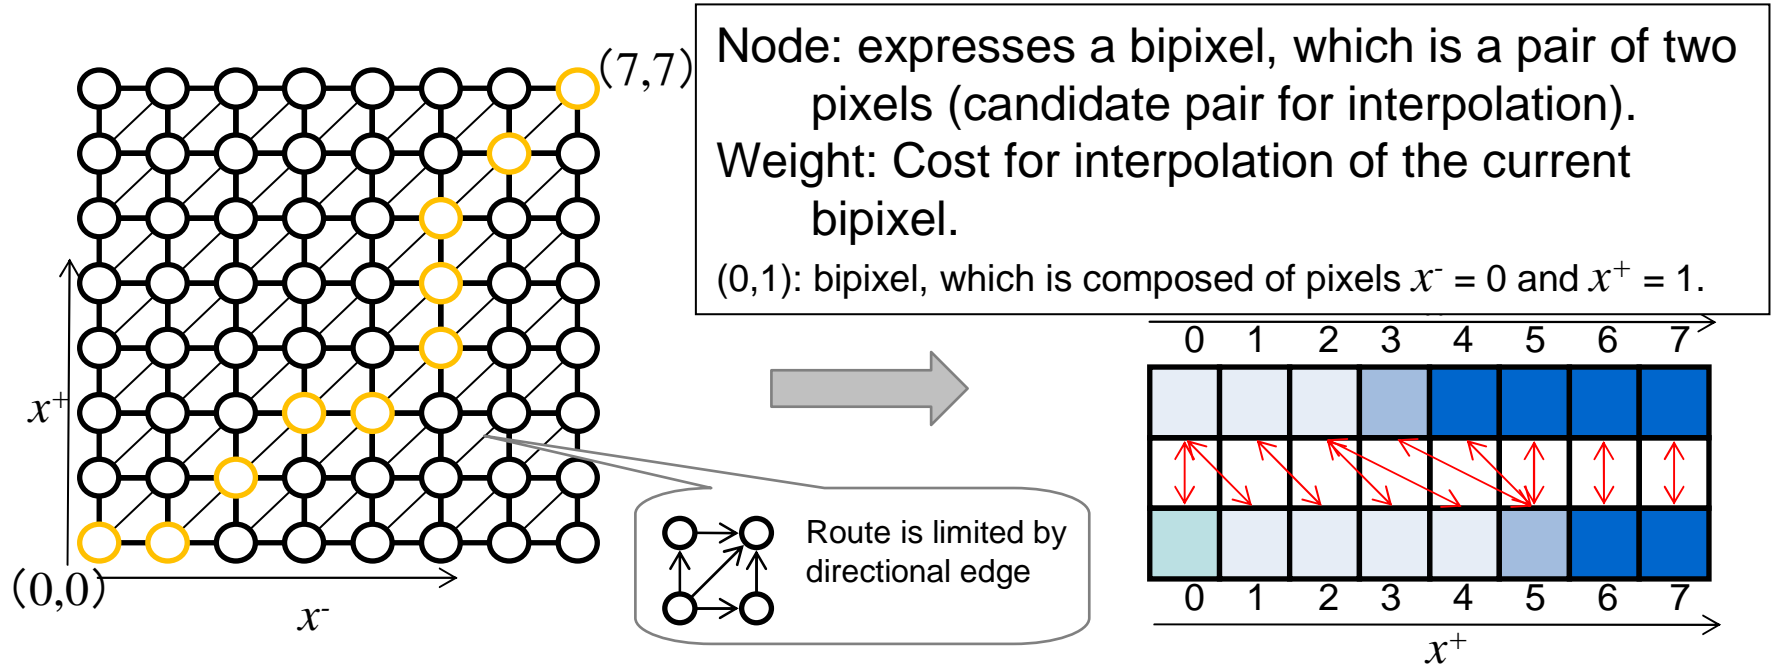 (7,7)
Node: expresses a bipixel, which is a pair of two
pixels (candidate pair for interpolation).
Weight: Cost for interpolation of the current
bipixel.
(0,1): bipixel, which is composed of pixels x⁻ = 0 and x⁺ = 1.
0 1 2 3 4 5 6 7
x⁺
Route is limited by
directional edge
(0,0)
x⁻
0 1 2 3 4 5 6 7
x⁺